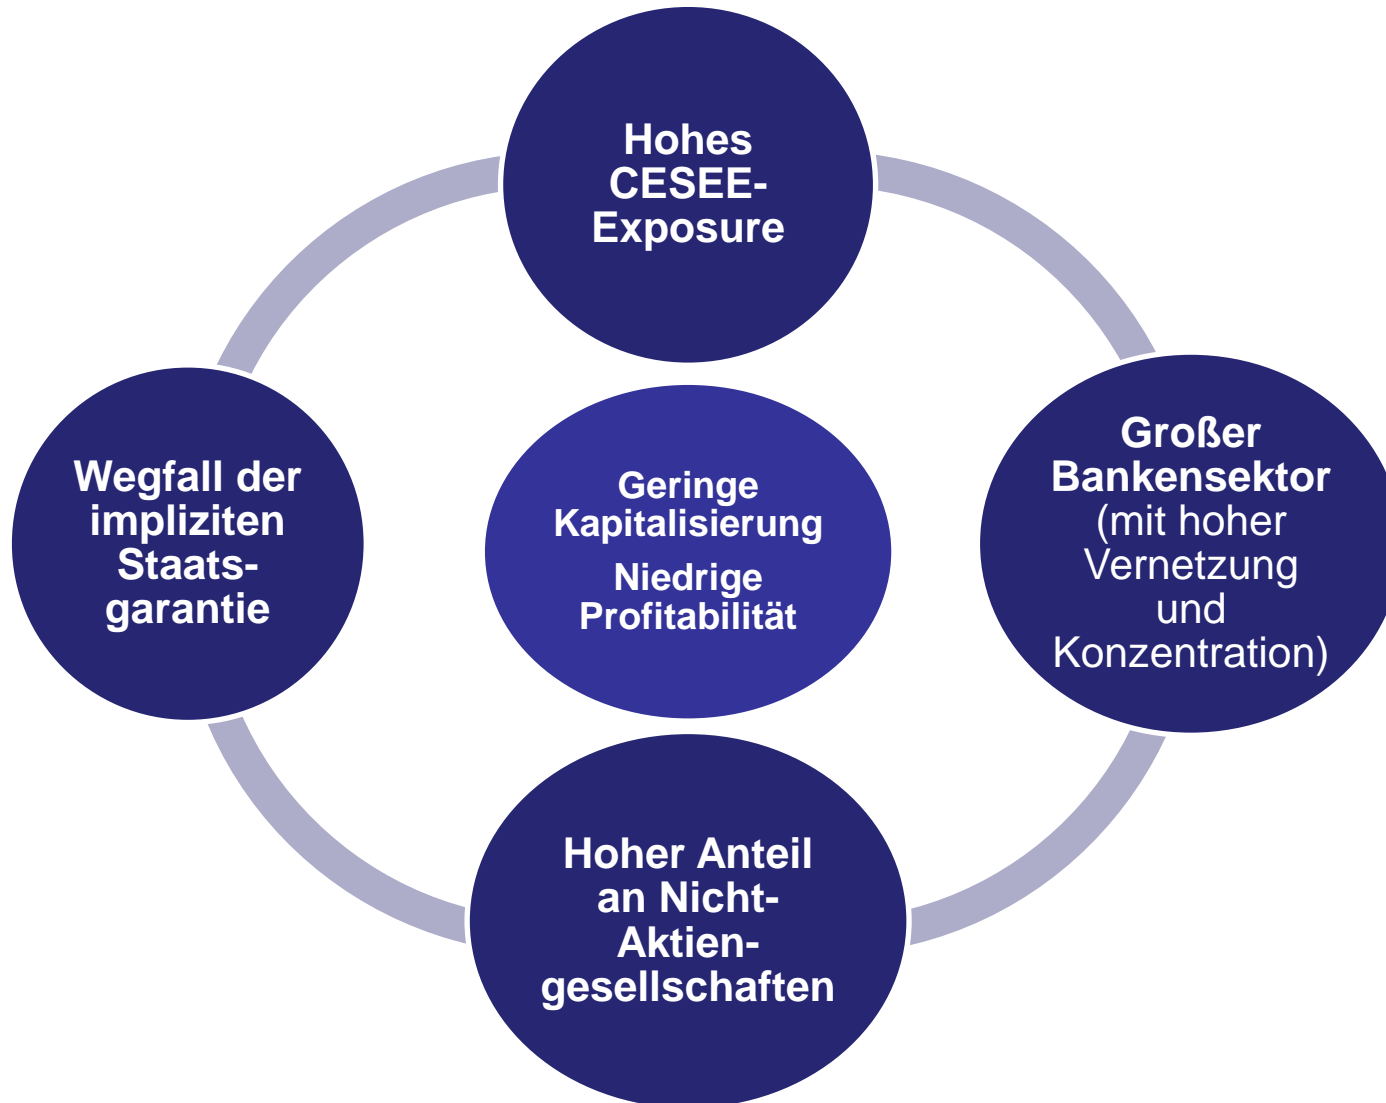 Hohes
CESEE-
Exposure
Wegfall der
impliziten
Staats-
garantie
Geringe
Kapitalisierung
Niedrige
Profitabilität
Großer
Bankensektor
(mit hoher
Vernetzung
und
Konzentration)
Hoher Anteil
an Nicht-
Aktien-
gesellschaften